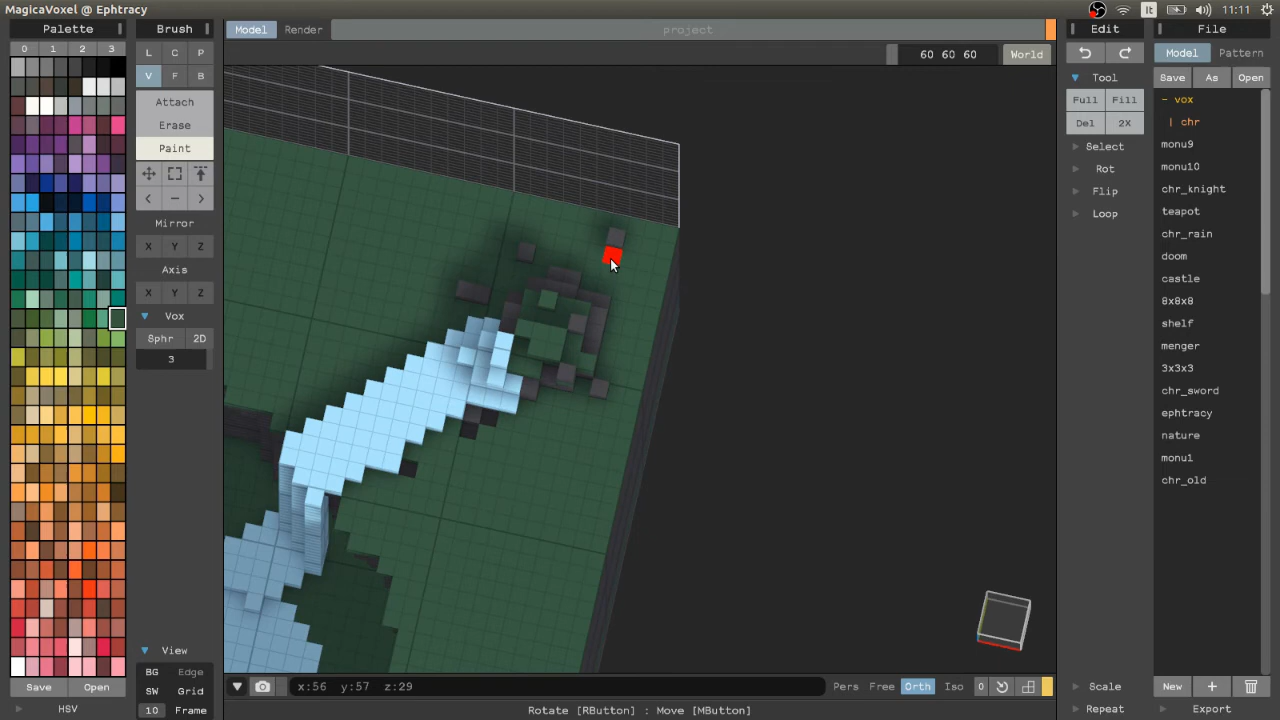 MagicaVoxel @ Ephtracy
It
11:11
Palette
0 1 2 3
Save
Open
HSV
Brush
L C P
V F B
Attach
Erase
Paint
< – >
Mirror
X Y Z
Axis
X Y Z
Vox
Sphr 2D
3
View
BG Edge
SW Grid
10 Frame
Model Render
project
60 60 60
World
x:56 y:57 z:29
Pers Free Orth Iso 0
Rotate [RButton] : Move [MButton]
Edit
Tool
Full Fill
Del 2X
Select
Rot
Flip
Loop
Scale
Repeat
File
Model Pattern
Save As Open
- vox
| chr
monu9
monu10
chr_knight
teapot
chr_rain
doom
castle
8x8x8
shelf
menger
3x3x3
chr_sword
ephtracy
nature
monu1
chr_old
New +
Export